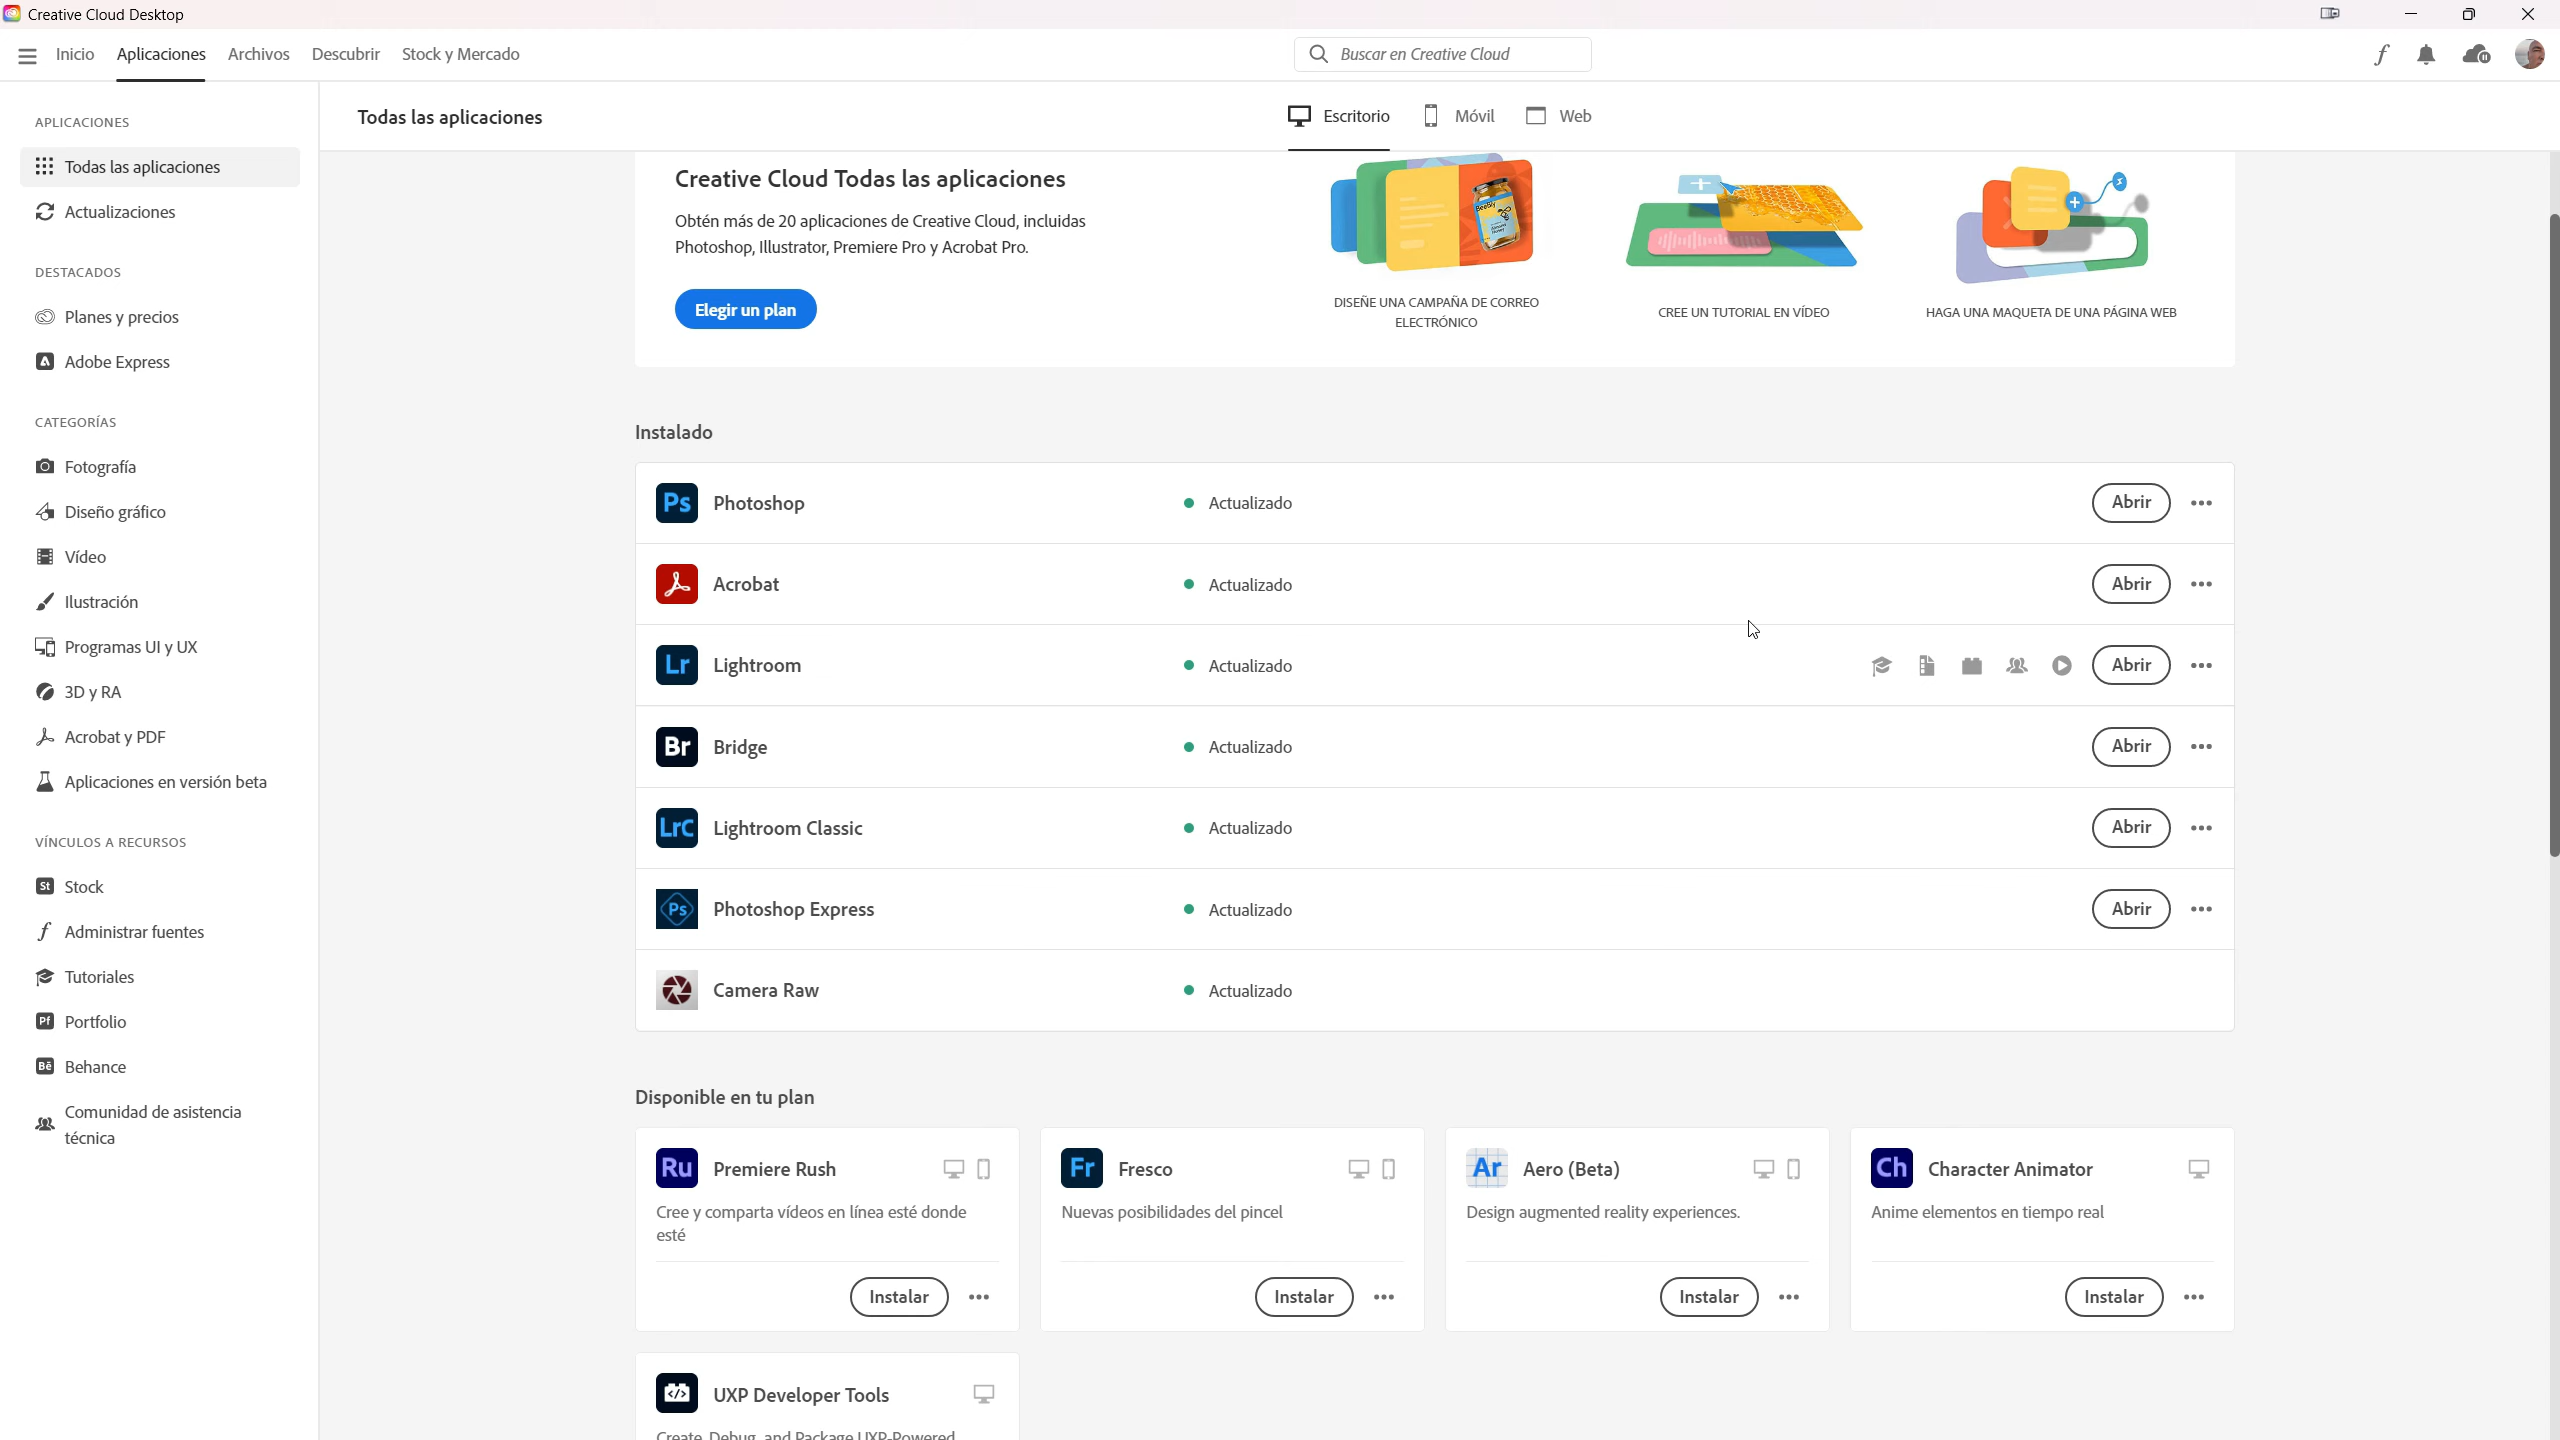 Creative Cloud Desktop
Inicio Aplicaciones Archivos Descubrir Stock y Mercado
Buscar en Creative Cloud
APLICACIONES
Todas las aplicaciones
Actualizaciones
DESTACADOS
Planes y precios
Adobe Express
CATEGORÍAS
Fotografía
Diseño gráfico
Vídeo
Ilustración
Programas UI y UX
3D y RA
Acrobat y PDF
Aplicaciones en versión beta
VÍNCULOS A RECURSOS
St Stock
Administrar fuentes
Tutoriales
Pf Portfolio
Bē Behance
Comunidad de asistencia
técnica
Todas las aplicaciones
Escritorio Móvil Web
Creative Cloud Todas las aplicaciones
Obtén más de 20 aplicaciones de Creative Cloud, incluidas
Photoshop, Illustrator, Premiere Pro y Acrobat Pro.
Elegir un plan
DISEÑE UNA CAMPAÑA DE CORREO
ELECTRÓNICO
CREE UN TUTORIAL EN VÍDEO
HAGA UNA MAQUETA DE UNA PÁGINA WEB
Instalado
Ps Photoshop Actualizado Abrir
Acrobat Actualizado Abrir
Lr Lightroom Actualizado Abrir
Br Bridge Actualizado Abrir
LrC Lightroom Classic Actualizado Abrir
Ps Photoshop Express Actualizado Abrir
Camera Raw Actualizado
Disponible en tu plan
Ru Premiere Rush
Cree y comparta vídeos en línea esté donde
esté
Instalar
Fr Fresco
Nuevas posibilidades del pincel
Instalar
Ar Aero (Beta)
Design augmented reality experiences.
Instalar
Ch Character Animator
Anime elementos en tiempo real
Instalar
UXP Developer Tools
Create, Debug, and Package UXP-Powered